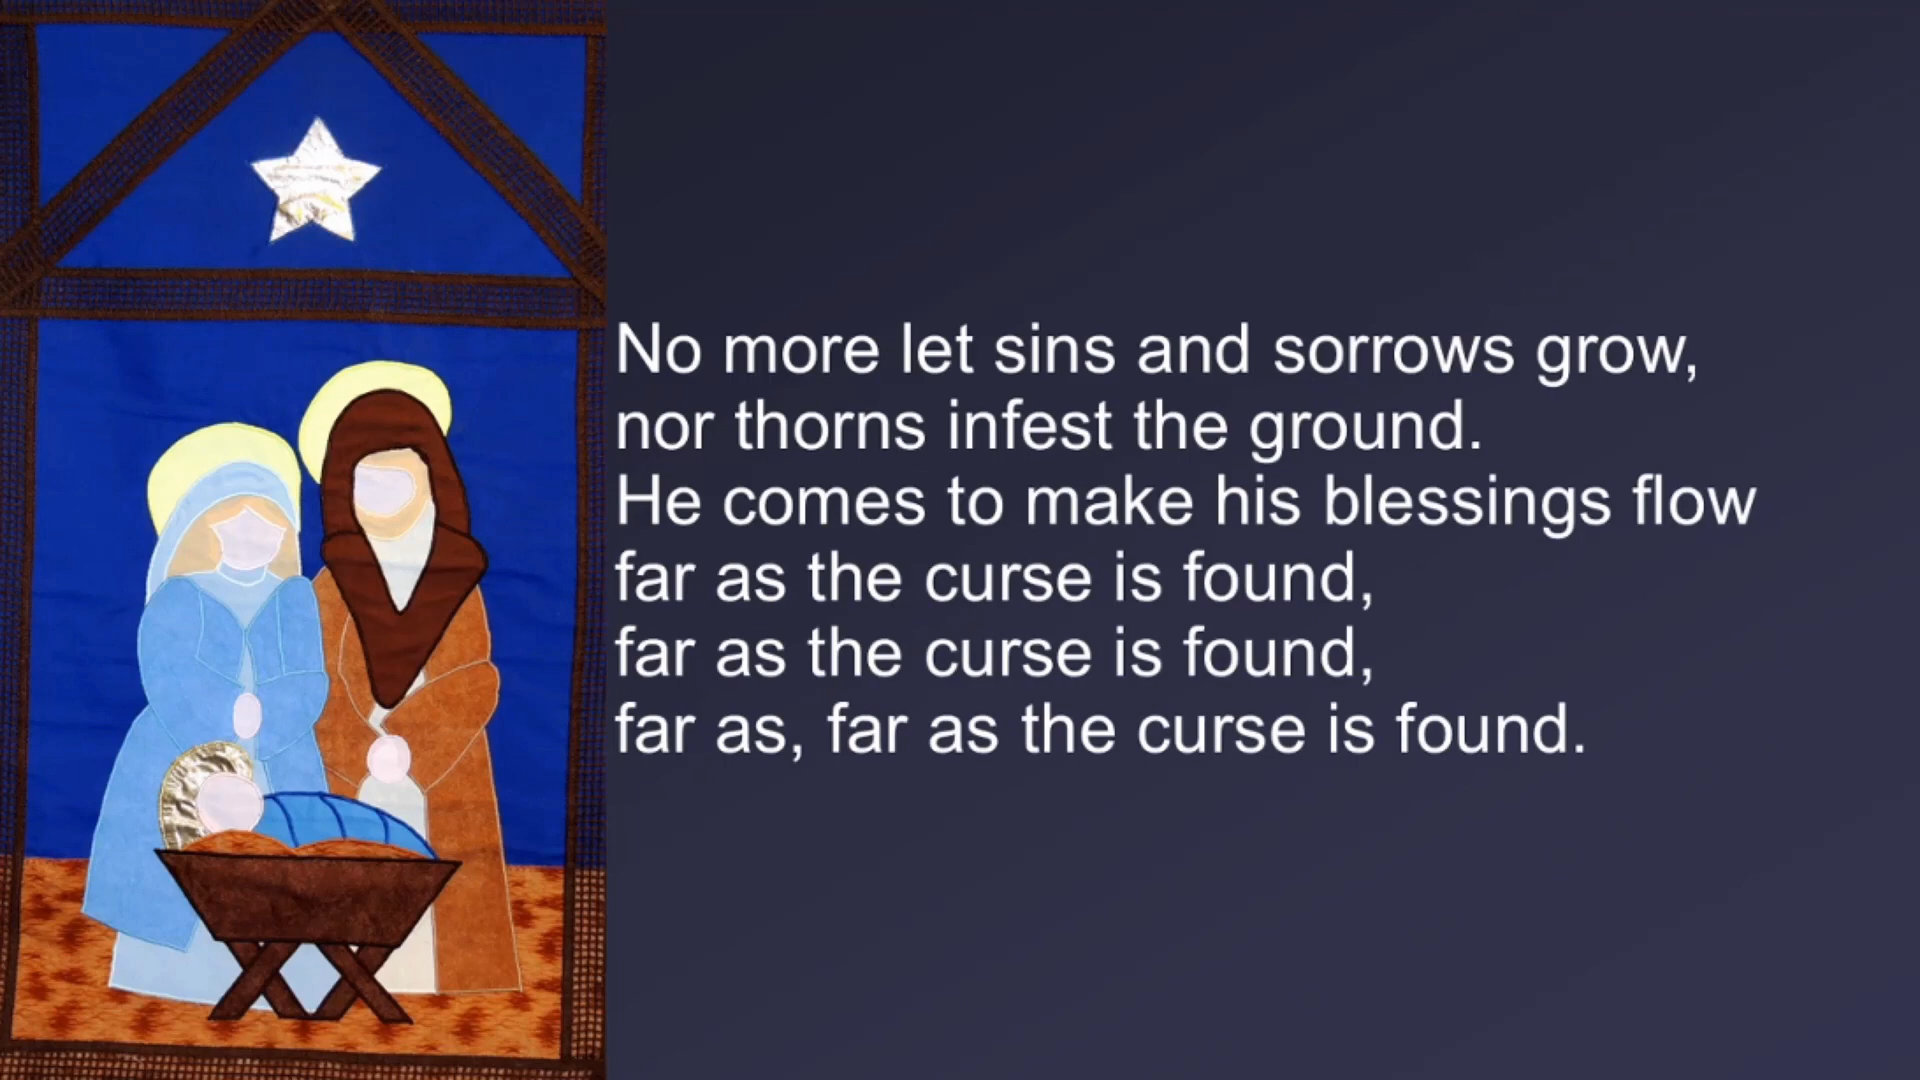 No more let sins and sorrows grow,
nor thorns infest the ground.
He comes to make his blessings flow
far as the curse is found,
far as the curse is found,
far as, far as the curse is found.